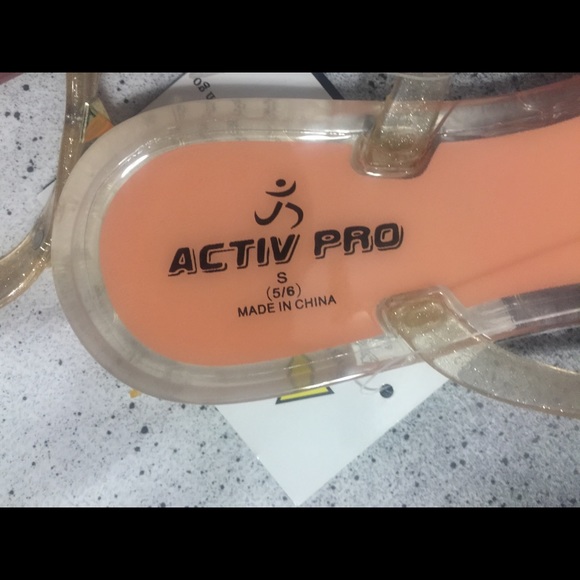 ACTIV PRO
S
(5/6)
MADE IN CHINA